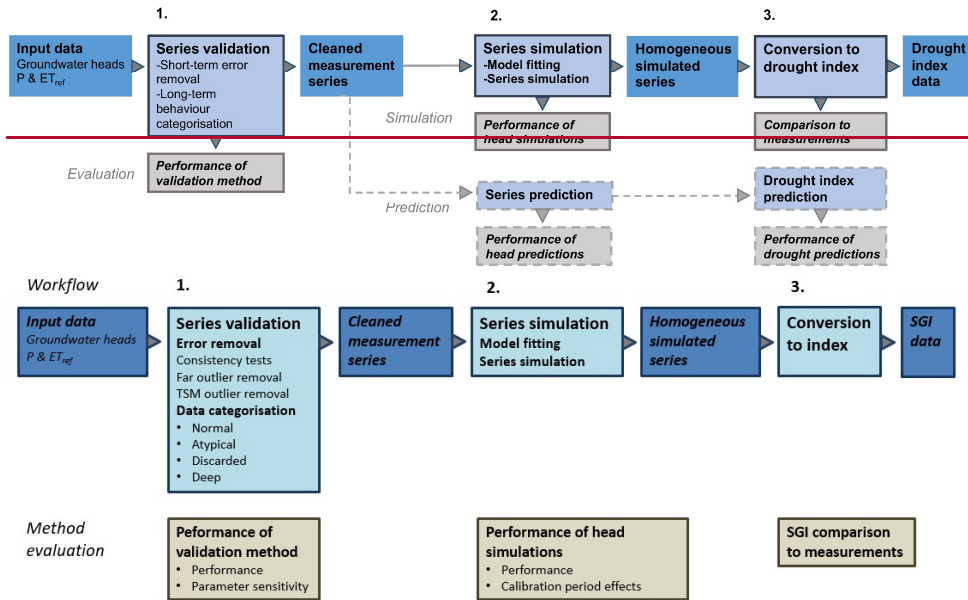 1.
2.
3.
Input data
Groundwater heads
P & ETref
Series validation
-Short-term error
removal
-Long-term
behaviour
categorisation
Cleaned
measurement
series
Series simulation
-Model fitting
-Series simulation
Homogeneous
simulated
series
Conversion to
drought index
Drought
index
data
Simulation
Performance of
head simulations
Comparison to
measurements
Evaluation
Performance of
validation method
Prediction
Series prediction
Drought index
prediction
Performance of
head predictions
Performance of
drought predictions
Workflow
1.
2.
3.
Input data
Groundwater heads
P & ETref
Series validation
Error removal
Consistency tests
Far outlier removal
TSM outlier removal
Data categorisation
• Normal
• Atypical
• Discarded
• Deep
Cleaned
measurement
series
Series simulation
Model fitting
Series simulation
Homogeneous
simulated
series
Conversion
to index
SGI
data
Method
evaluation
Peformance of
validation method
• Performance
• Parameter sensitivity
Performance of head
simulations
• Performance
• Calibration period effects
SGI comparison
to measurements